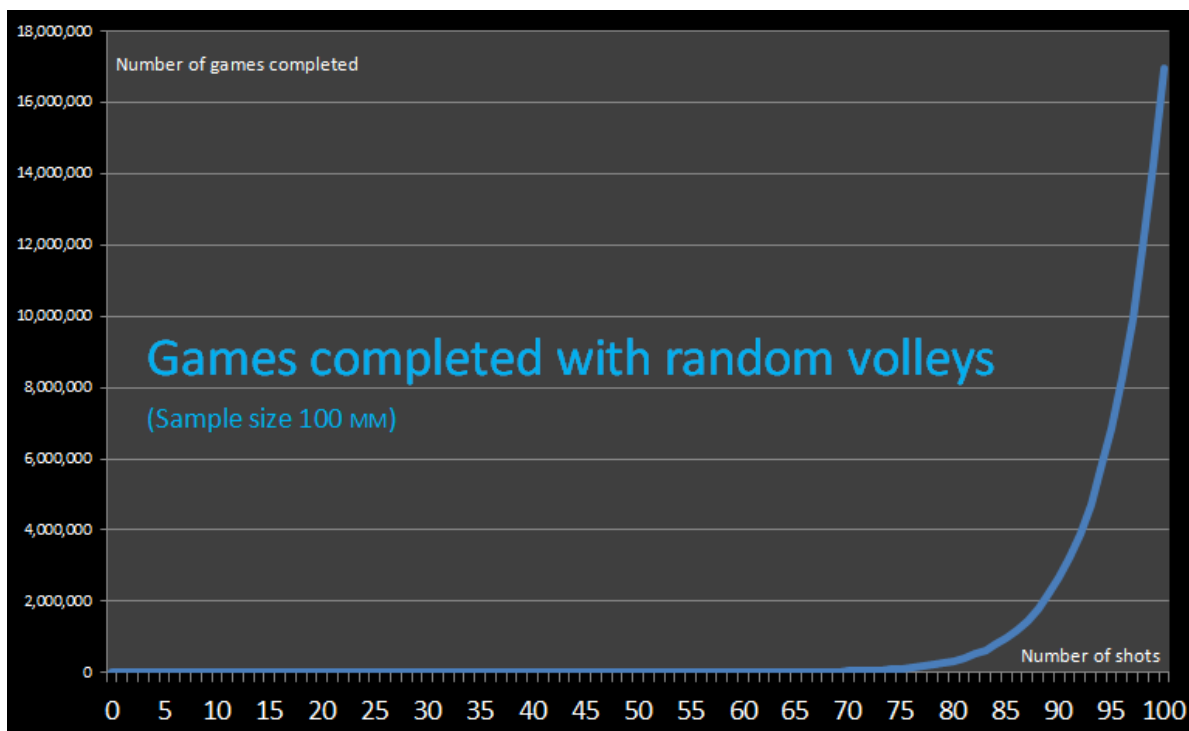 18,000,000
Number of games completed
16,000,000
14,000,000
12,000,000
10,000,000
Games completed with random volleys
8,000,000
(Sample size 100 MM)
6,000,000
4,000,000
2,000,000
Number of shots
0
0 5 10 15 20 25 30 35 40 45 50 55 60 65 70 75 80 85 90 95 100